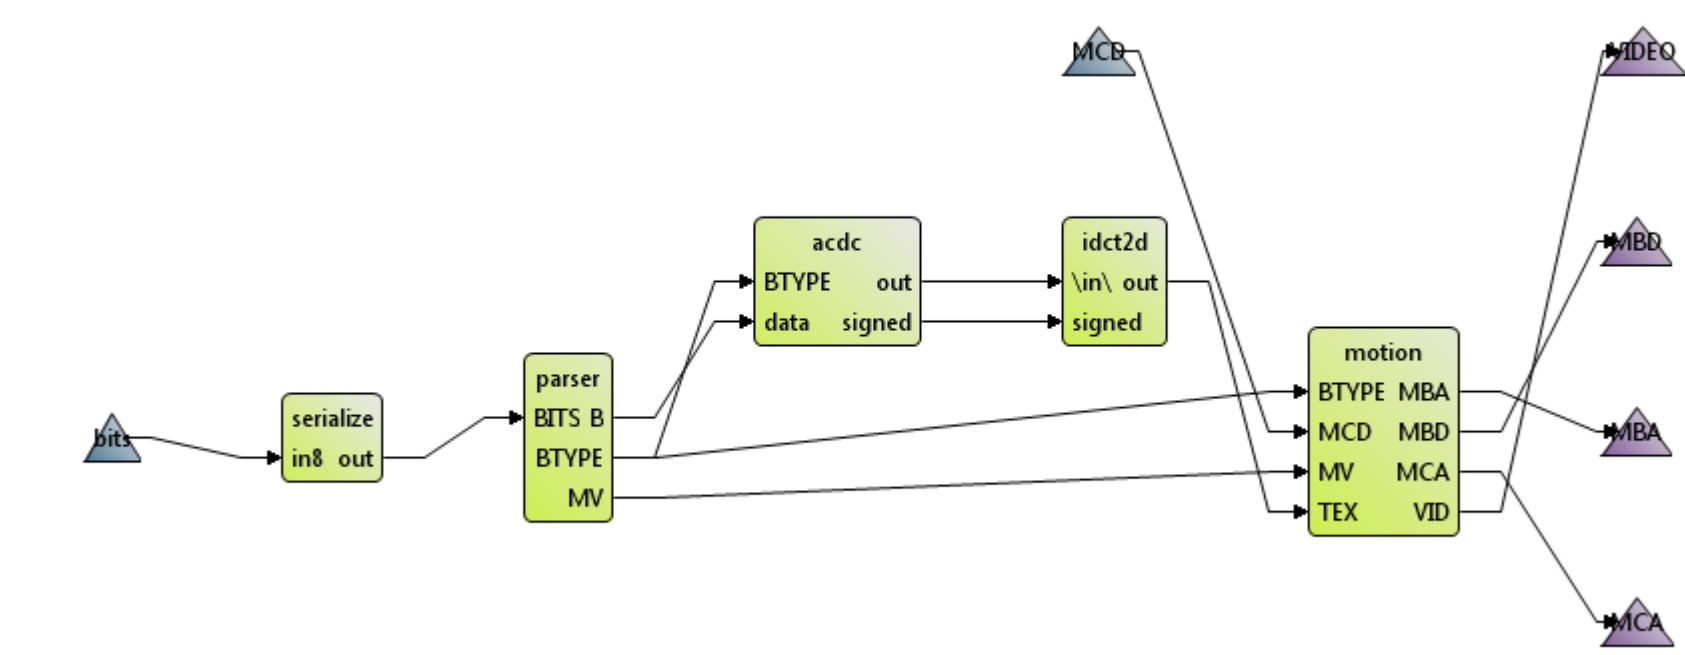 MCD
VIDEO
acdc
BTYPE out
data signed
idct2d
\in\ out
signed
MBD
parser
BITS B
BTYPE
MV
serialize
in8 out
bits
motion
BTYPE MBA
MCD MBD
MV MCA
TEX VID
MBA
MCA